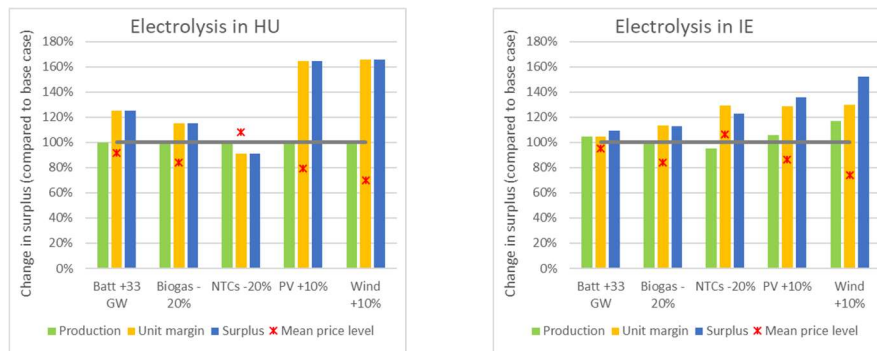 Electrolysis in HU
Change in surplus (compared to base case)
180%
160%
140%
120%
100%
80%
60%
40%
20%
0%
Batt +33 GW
Biogas -20%
NTCs -20%
PV +10%
Wind +10%
Production Unit margin Surplus Mean price level
Electrolysis in IE
Change in surplus (compared to base case)
180%
160%
140%
120%
100%
80%
60%
40%
20%
0%
Batt +33 GW
Biogas -20%
NTCs -20%
PV +10%
Wind +10%
Production Unit margin Surplus Mean price level